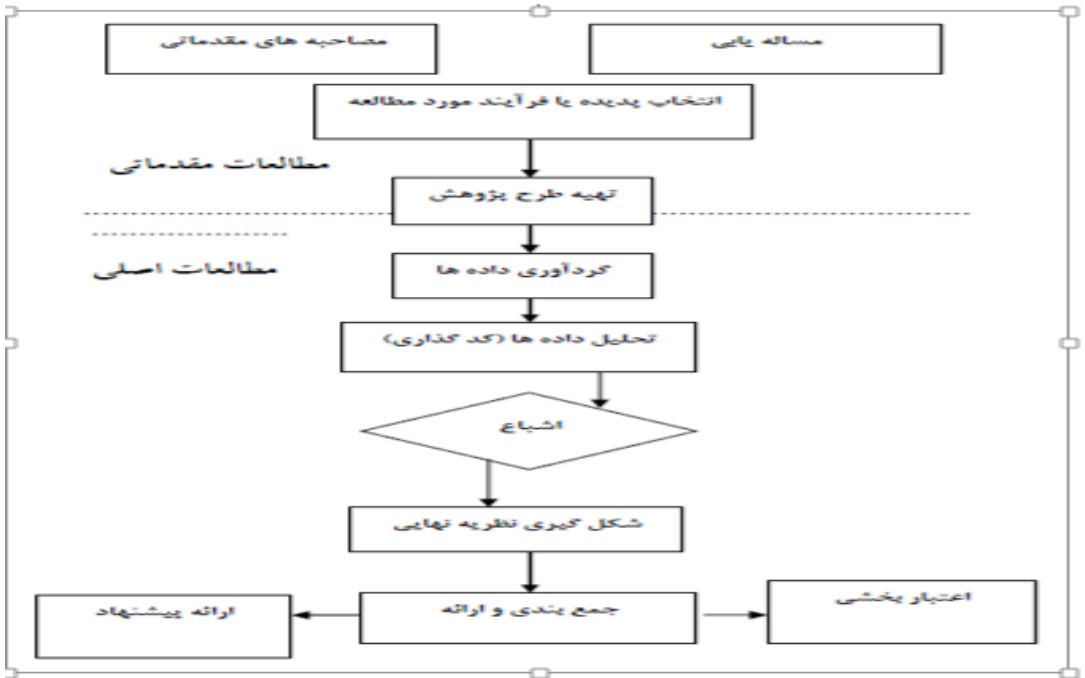 مساله یابی
مصاحبه های مقدماتی
انتخاب پدیده یا فرآیند مورد مطالعه
مطالعات مقدماتی
تهیه طرح پژوهش
گردآوری داده ها
مطالعات اصلی
تحلیل داده ها (کد گذاری)
اشباع
شکل گیری نظریه نهایی
اعتبار بخشی
جمع بندی و ارائه
ارائه پیشنهاد